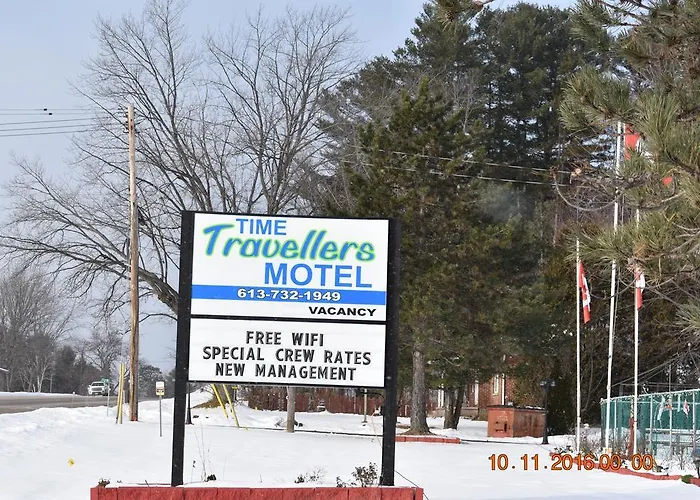 TIME
Travellers
MOTEL
613-732-1949
VACANCY
FREE WIFI
SPECIAL CREW RATES
NEW MANAGEMENT
10.11.2016 00:00.